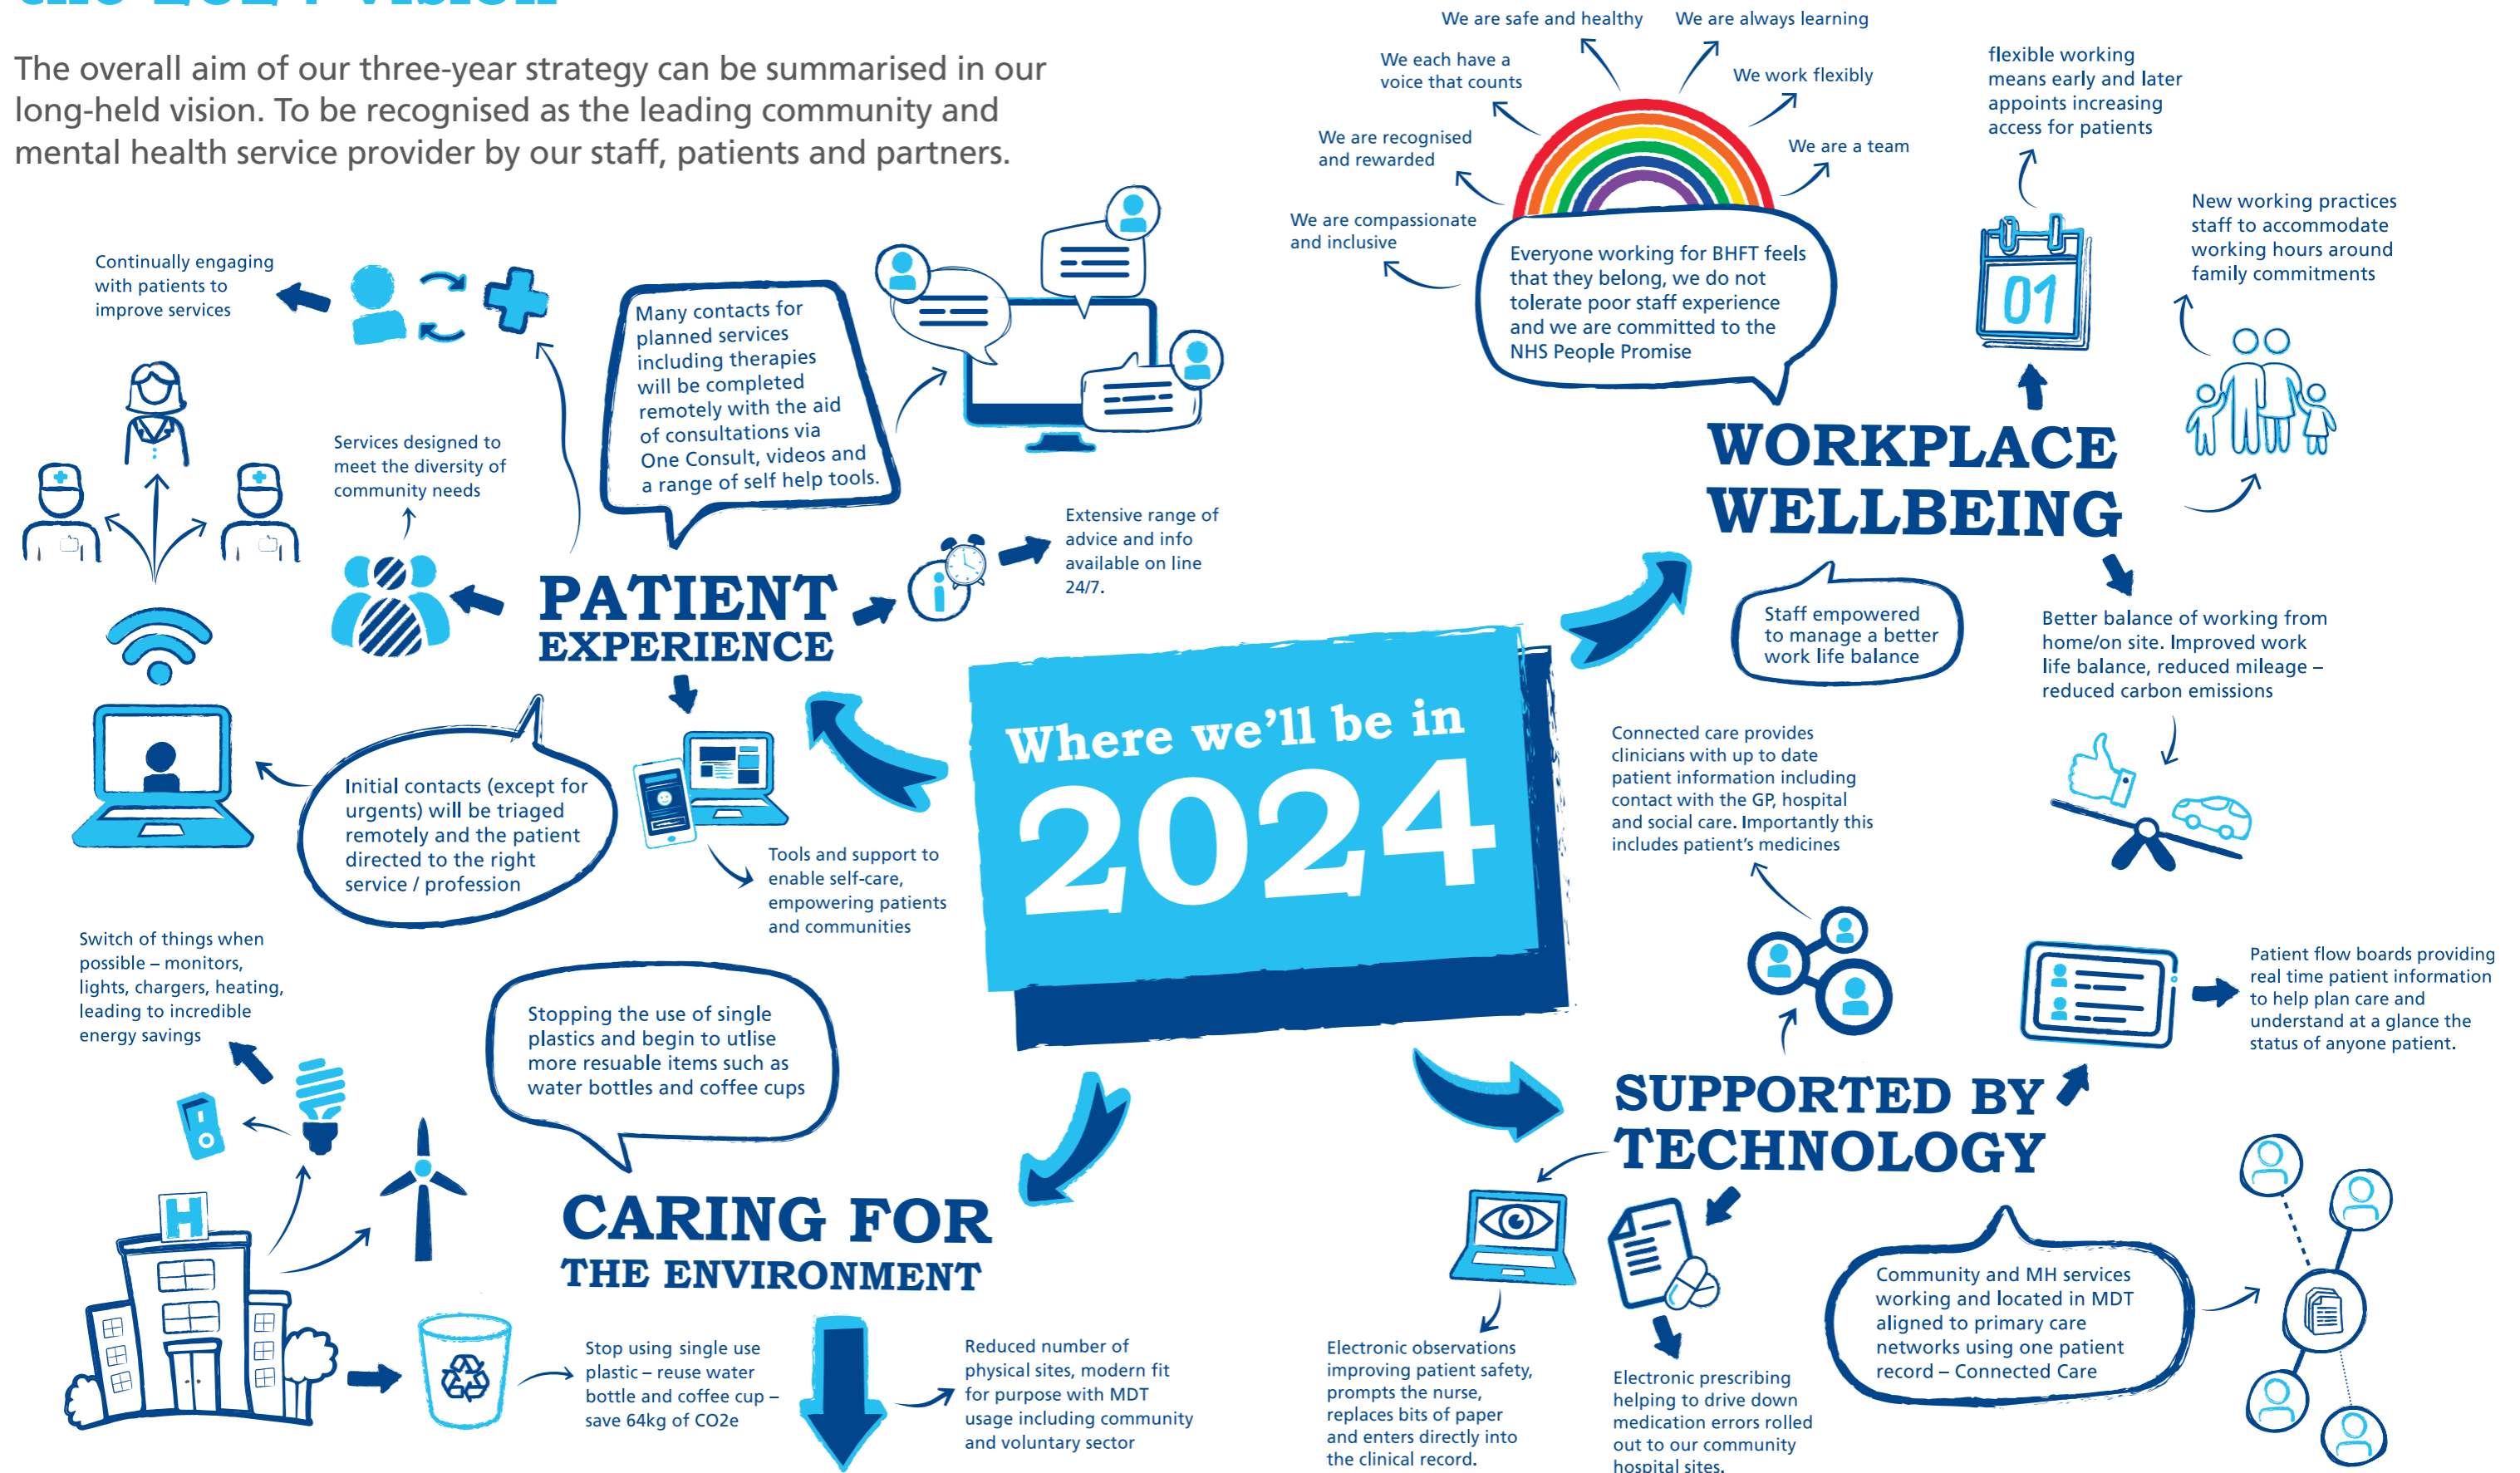 the 2024 vision
The overall aim of our three-year strategy can be summarised in our
long-held vision. To be recognised as the leading community and
mental health service provider by our staff, patients and partners.
Continually engaging
with patients to
improve services
Services designed to
meet the diversity of
community needs
Many contacts for
planned services
including therapies
will be completed
remotely with the aid
of consultations via
One Consult, videos and
a range of self help tools.
Extensive range of
advice and info
available on line
24/7.
i
PATIENT
EXPERIENCE
Initial contacts (except for
urgents) will be triaged
remotely and the patient
directed to the right
service / profession
Tools and support to
enable self-care,
empowering patients
and communities
We are safe and healthy
We are always learning
We each have a
voice that counts
We work flexibly
We are recognised
and rewarded
We are a team
We are compassionate
and inclusive
Everyone working for BHFT feels
that they belong, we do not
tolerate poor staff experience
and we are committed to the
NHS People Promise
flexible working
means early and later
appoints increasing
access for patients
01
New working practices
staff to accommodate
working hours around
family commitments
WORKPLACE
WELLBEING
Staff empowered
to manage a better
work life balance
Better balance of working from
home/on site. Improved work
life balance, reduced mileage –
reduced carbon emissions
Where we'll be in
2024
Switch of things when
possible – monitors,
lights, chargers, heating,
leading to incredible
energy savings
Stopping the use of single
plastics and begin to utlise
more resuable items such as
water bottles and coffee cups
H
CARING FOR
THE ENVIRONMENT
Stop using single use
plastic – reuse water
bottle and coffee cup –
save 64kg of CO2e
Reduced number of
physical sites, modern fit
for purpose with MDT
usage including community
and voluntary sector
Connected care provides
clinicians with up to date
patient information including
contact with the GP, hospital
and social care. Importantly this
includes patient's medicines
Patient flow boards providing
real time patient information
to help plan care and
understand at a glance the
status of anyone patient.
SUPPORTED BY
TECHNOLOGY
Electronic observations
improving patient safety,
prompts the nurse,
replaces bits of paper
and enters directly into
the clinical record.
Electronic prescribing
helping to drive down
medication errors rolled
out to our community
hospital sites.
Community and MH services
working and located in MDT
aligned to primary care
networks using one patient
record – Connected Care